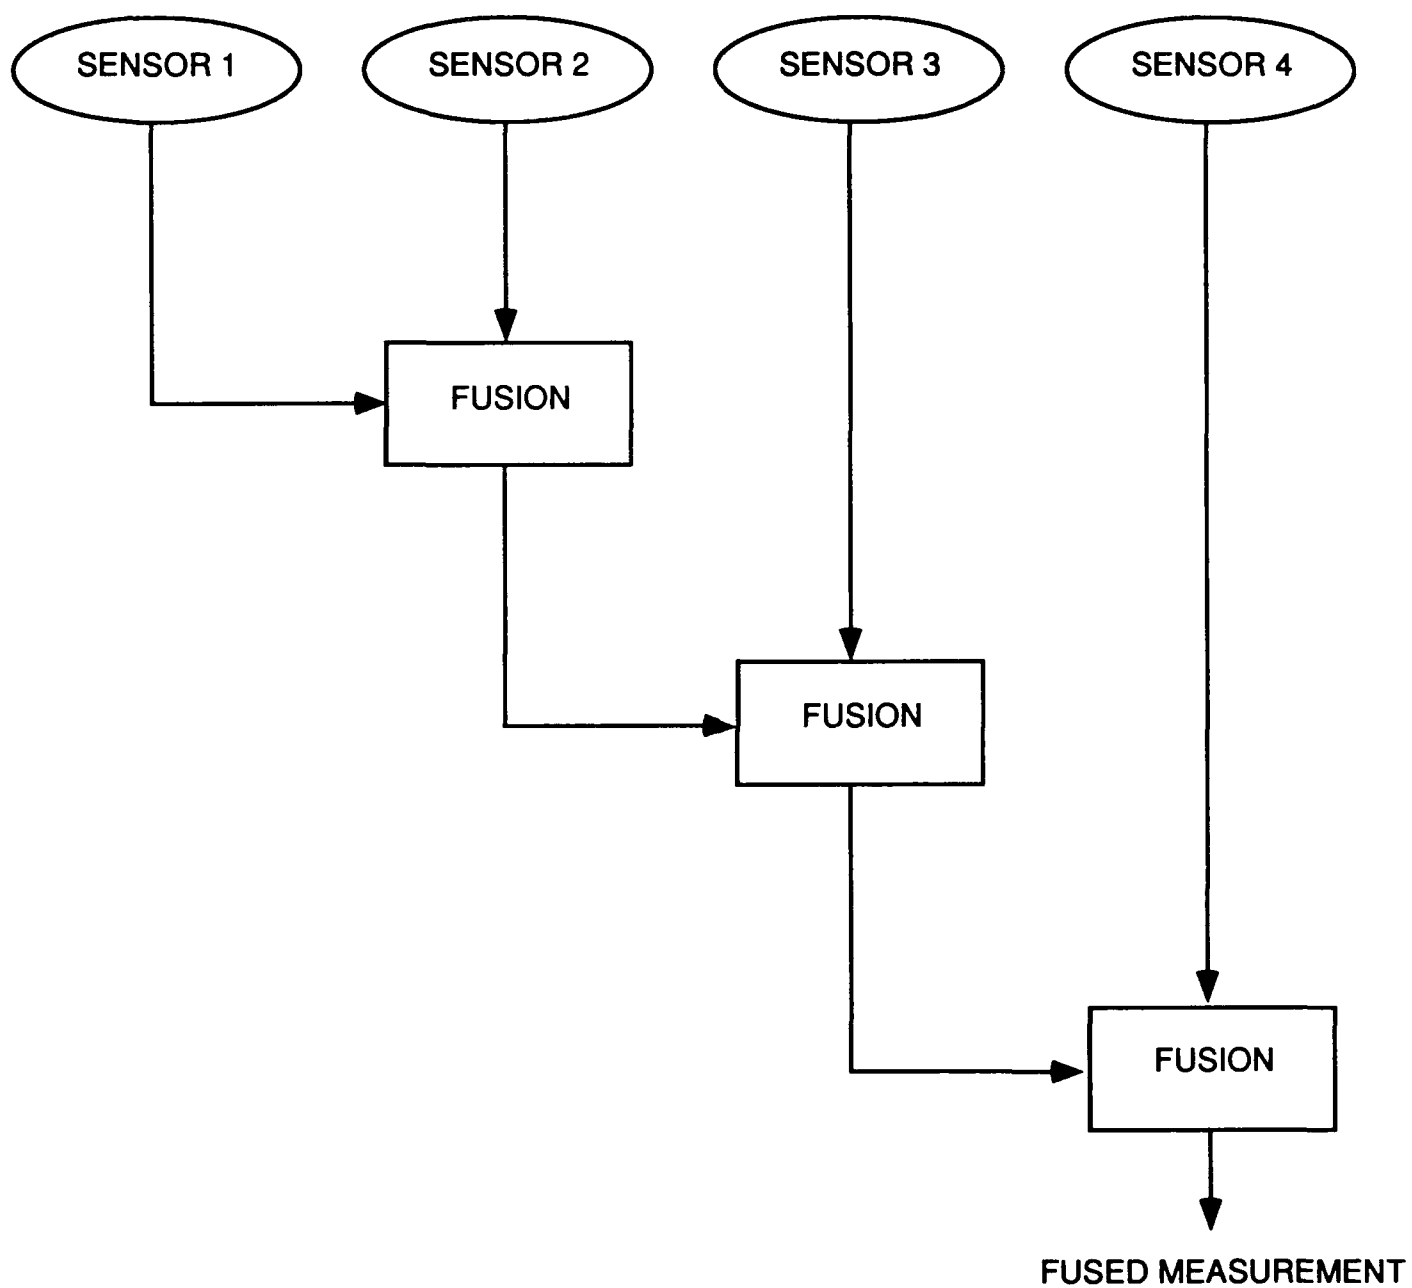 SENSOR 1
SENSOR 2
SENSOR 3
SENSOR 4
FUSION
FUSION
FUSION
FUSED MEASUREMENT